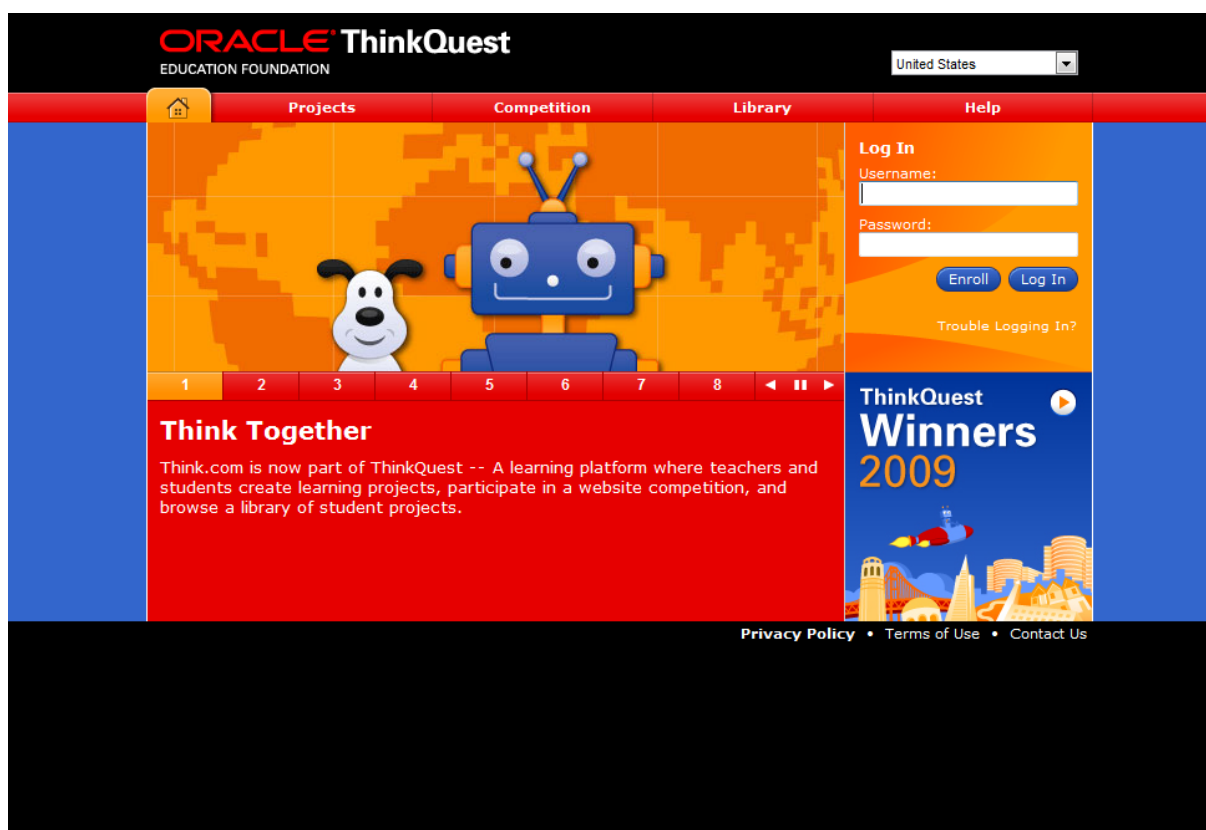 ORACLE® ThinkQuest
EDUCATION FOUNDATION
United States
Projects Competition Library Help
Log In
Username:
Password:
Enroll Log In
Trouble Logging In?
1 2 3 4 5 6 7 8
Think Together
Think.com is now part of ThinkQuest -- A learning platform where teachers and
students create learning projects, participate in a website competition, and
browse a library of student projects.
ThinkQuest
Winners
2009
Privacy Policy • Terms of Use • Contact Us